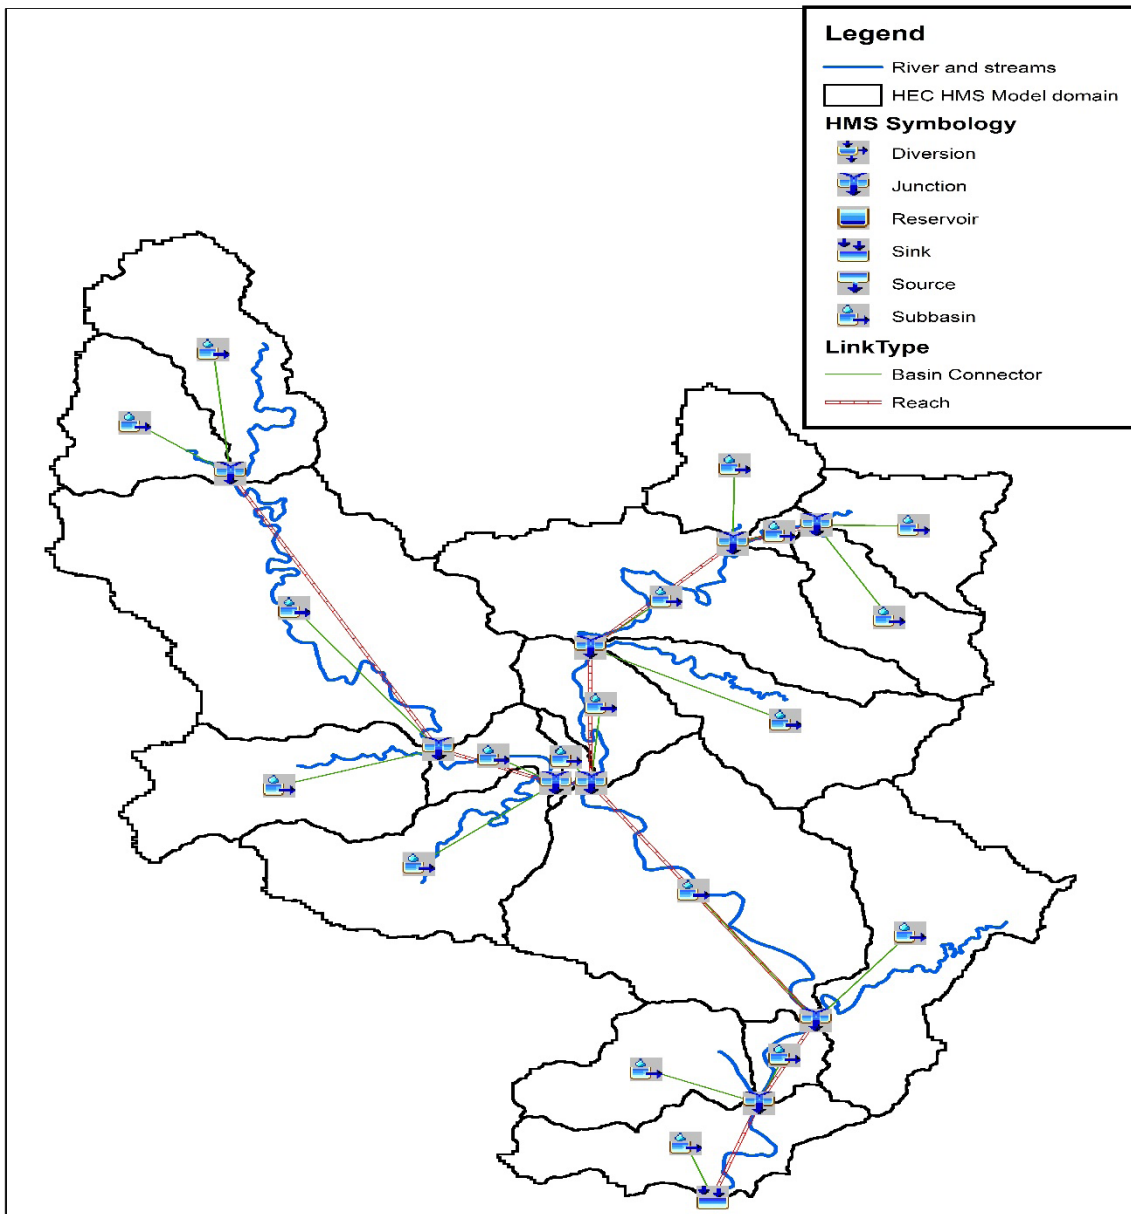 Legend
River and streams
HEC HMS Model domain
HMS Symbology
Diversion
Junction
Reservoir
Sink
Source
Subbasin
LinkType
Basin Connector
Reach